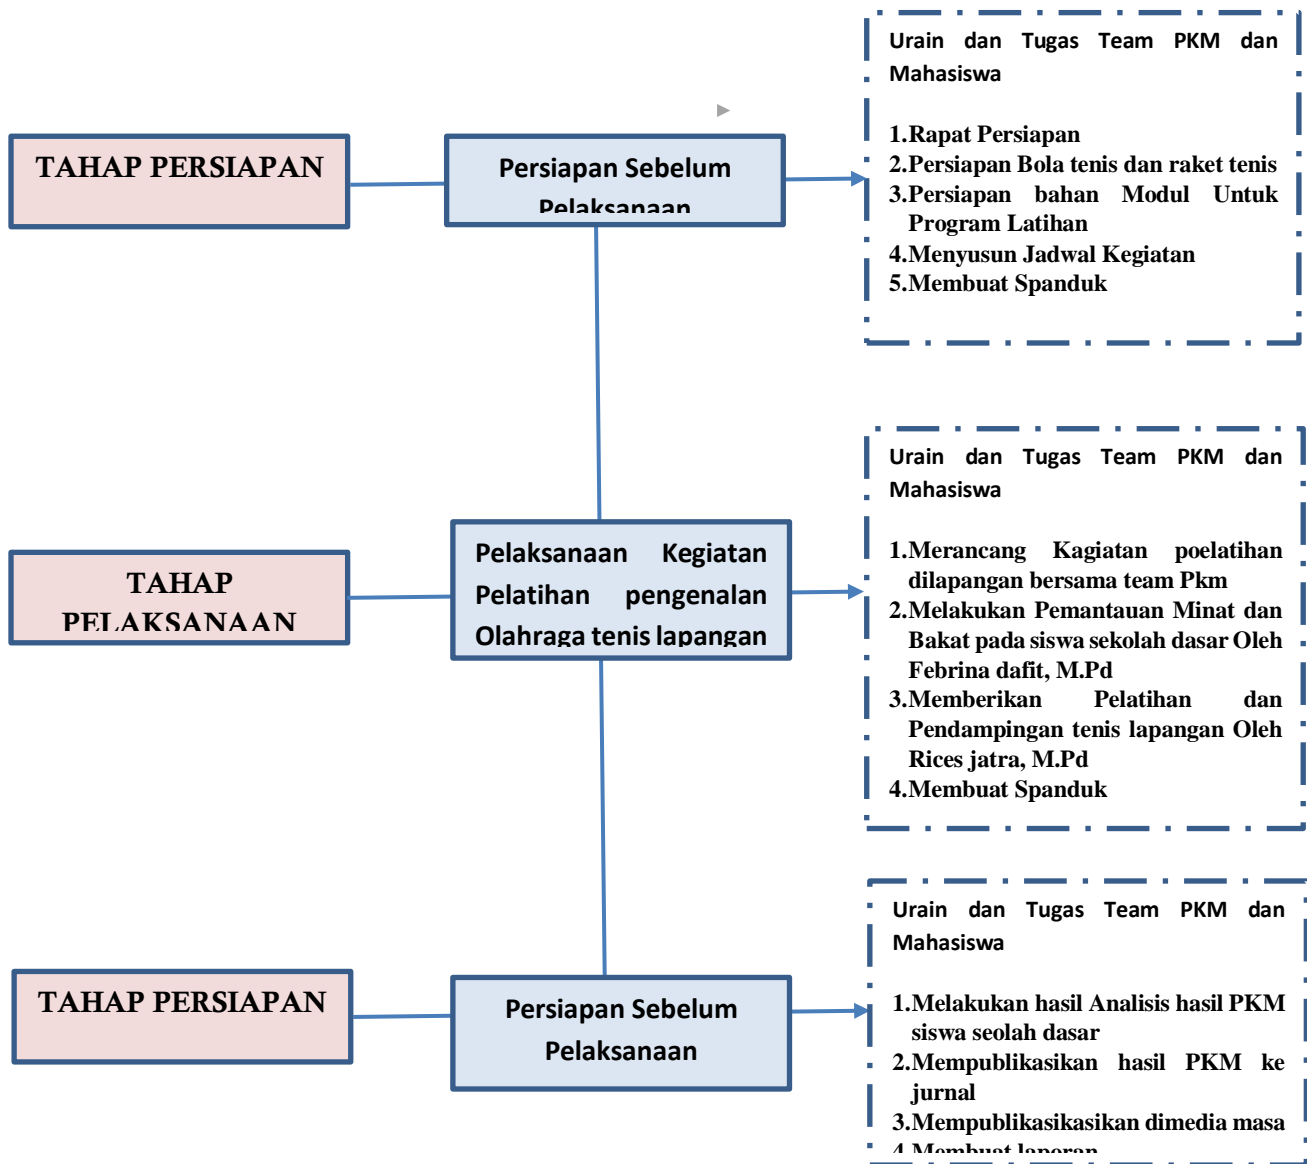 TAHAP PERSIAPAN
Persiapan Sebelum
Pelaksanaan
Urain dan Tugas Team PKM dan
Mahasiswa
1.Rapat Persiapan
2.Persiapan Bola tenis dan raket tenis
3.Persiapan bahan Modul Untuk
Program Latihan
4.Menyusun Jadwal Kegiatan
5.Membuat Spanduk
TAHAP
PELAKSANAAN
Pelaksanaan Kegiatan
Pelatihan pengenalan
Olahraga tenis lapangan
Urain dan Tugas Team PKM dan
Mahasiswa
1.Merancang Kagiatan poelatihan
dilapangan bersama team Pkm
2.Melakukan Pemantauan Minat dan
Bakat pada siswa sekolah dasar Oleh
Febrina dafit, M.Pd
3.Memberikan Pelatihan dan
Pendampingan tenis lapangan Oleh
Rices jatra, M.Pd
4.Membuat Spanduk
TAHAP PERSIAPAN
Persiapan Sebelum
Pelaksanaan
Urain dan Tugas Team PKM dan
Mahasiswa
1.Melakukan hasil Analisis hasil PKM
siswa seolah dasar
2.Mempublikasikan hasil PKM ke
jurnal
3.Mempublikasikasikan dimedia masa
4.Membuat laporan